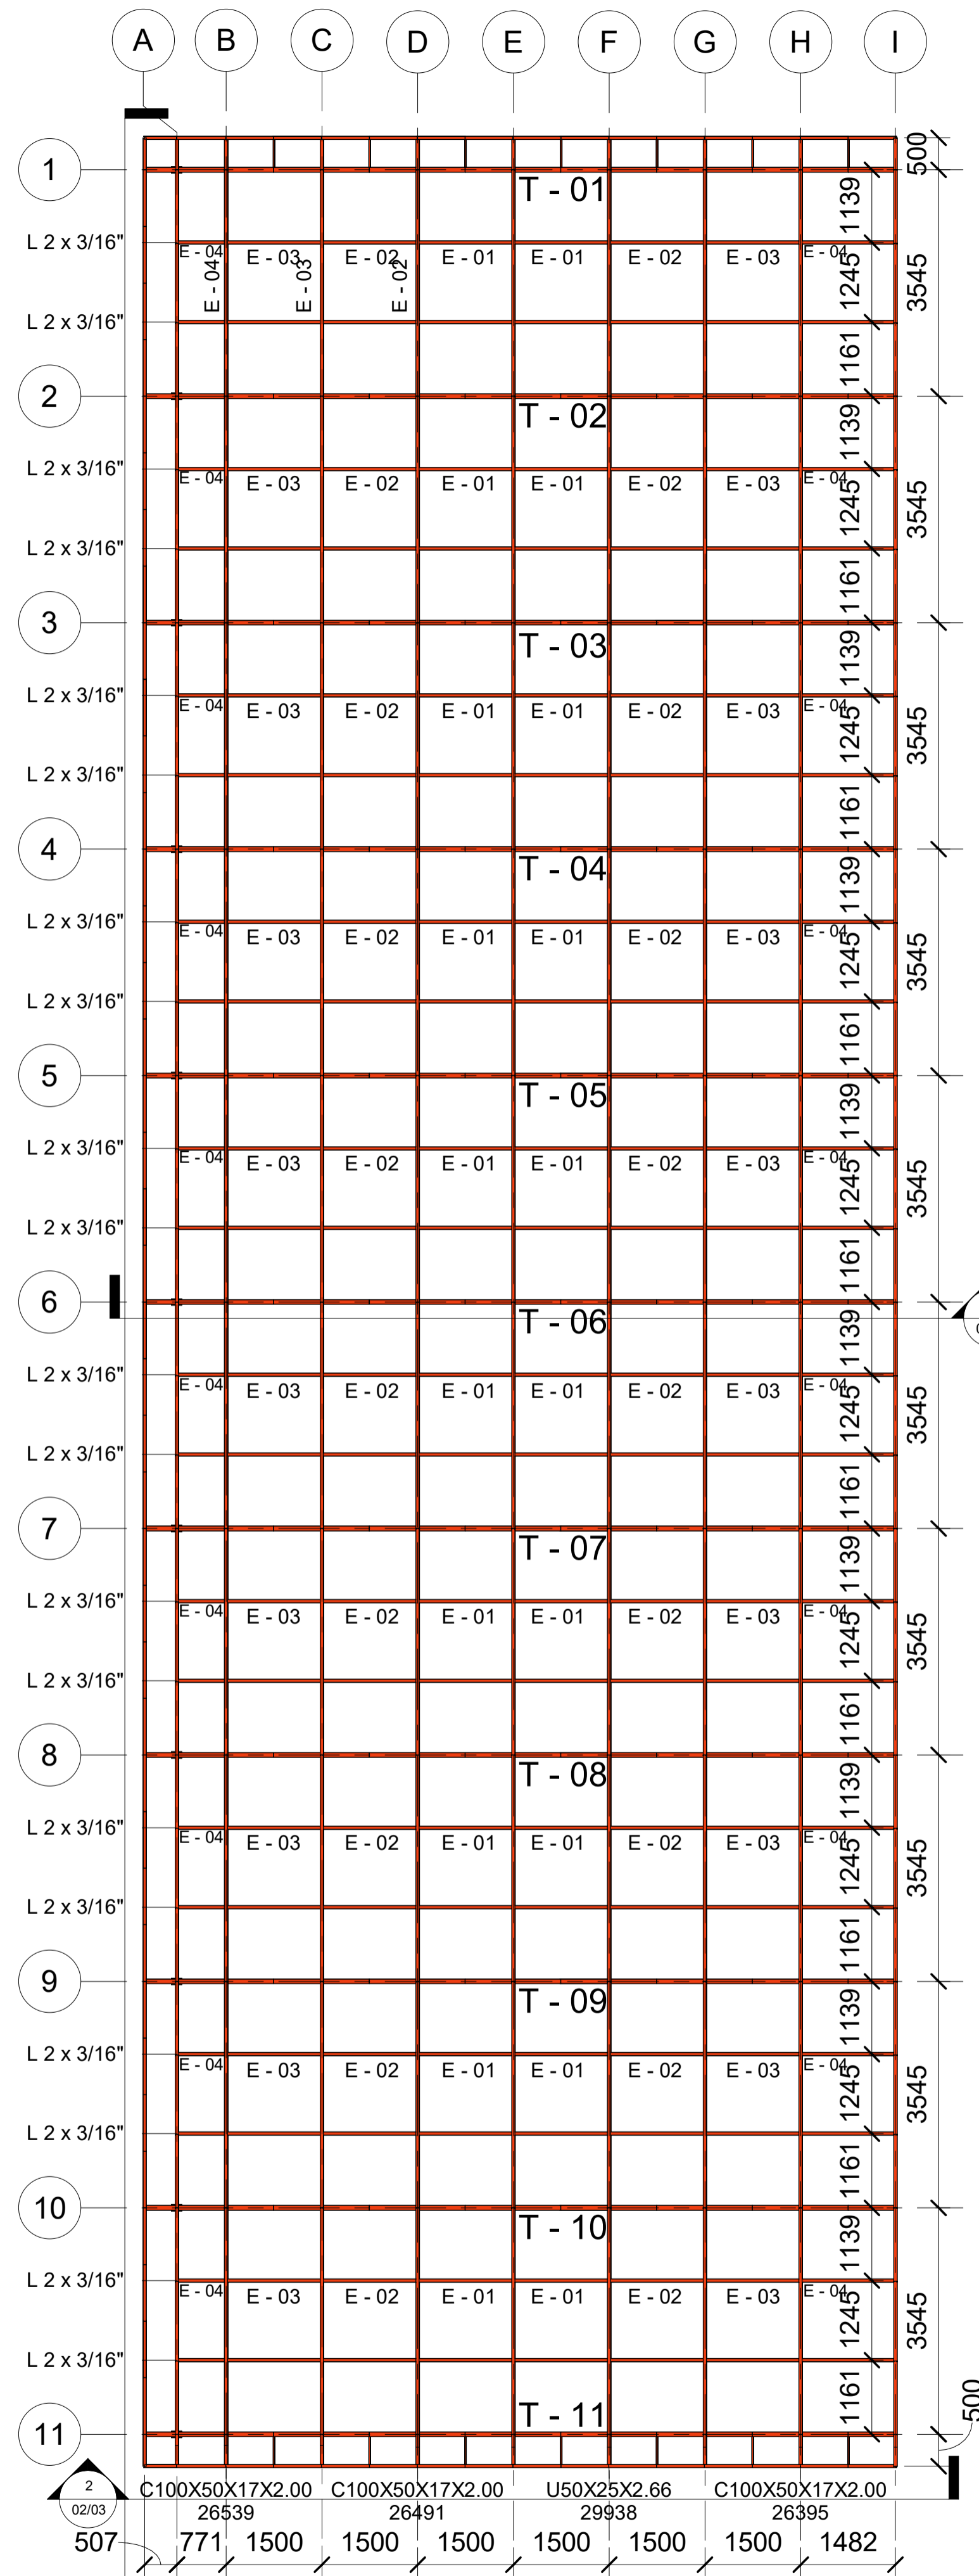 A B C D E F G H I
500
1
T - 01
1139
L 2 x 3/16"
E - 04 E - 03 E - 02 E - 01 E - 01 E - 02 E - 03 E - 04
E - 04 E - 03 E - 02
1245
3545
L 2 x 3/16"
1161
2
T - 02
1139
L 2 x 3/16"
E - 04 E - 03 E - 02 E - 01 E - 01 E - 02 E - 03 E - 04
1245
3545
L 2 x 3/16"
1161
3
T - 03
1139
L 2 x 3/16"
E - 04 E - 03 E - 02 E - 01 E - 01 E - 02 E - 03 E - 04
1245
3545
L 2 x 3/16"
1161
4
T - 04
1139
L 2 x 3/16"
E - 04 E - 03 E - 02 E - 01 E - 01 E - 02 E - 03 E - 04
1245
3545
L 2 x 3/16"
1161
5
T - 05
1139
L 2 x 3/16"
E - 04 E - 03 E - 02 E - 01 E - 01 E - 02 E - 03 E - 04
1245
3545
L 2 x 3/16"
1161
6
T - 06
1139
L 2 x 3/16"
E - 04 E - 03 E - 02 E - 01 E - 01 E - 02 E - 03 E - 04
1245
3545
L 2 x 3/16"
1161
7
T - 07
1139
L 2 x 3/16"
E - 04 E - 03 E - 02 E - 01 E - 01 E - 02 E - 03 E - 04
1245
3545
L 2 x 3/16"
1161
8
T - 08
1139
L 2 x 3/16"
E - 04 E - 03 E - 02 E - 01 E - 01 E - 02 E - 03 E - 04
1245
3545
L 2 x 3/16"
1161
9
T - 09
1139
L 2 x 3/16"
E - 04 E - 03 E - 02 E - 01 E - 01 E - 02 E - 03 E - 04
1245
3545
L 2 x 3/16"
1161
10
T - 10
1139
L 2 x 3/16"
E - 04 E - 03 E - 02 E - 01 E - 01 E - 02 E - 03 E - 04
1245
3545
L 2 x 3/16"
1161
T - 11
11
500
2
02/03
C100X50X17X2.00 C100X50X17X2.00 U50X25X2.66 C100X50X17X2.00
26539 26491 29938 26395
507 771 1500 1500 1500 1500 1500 1500 1482